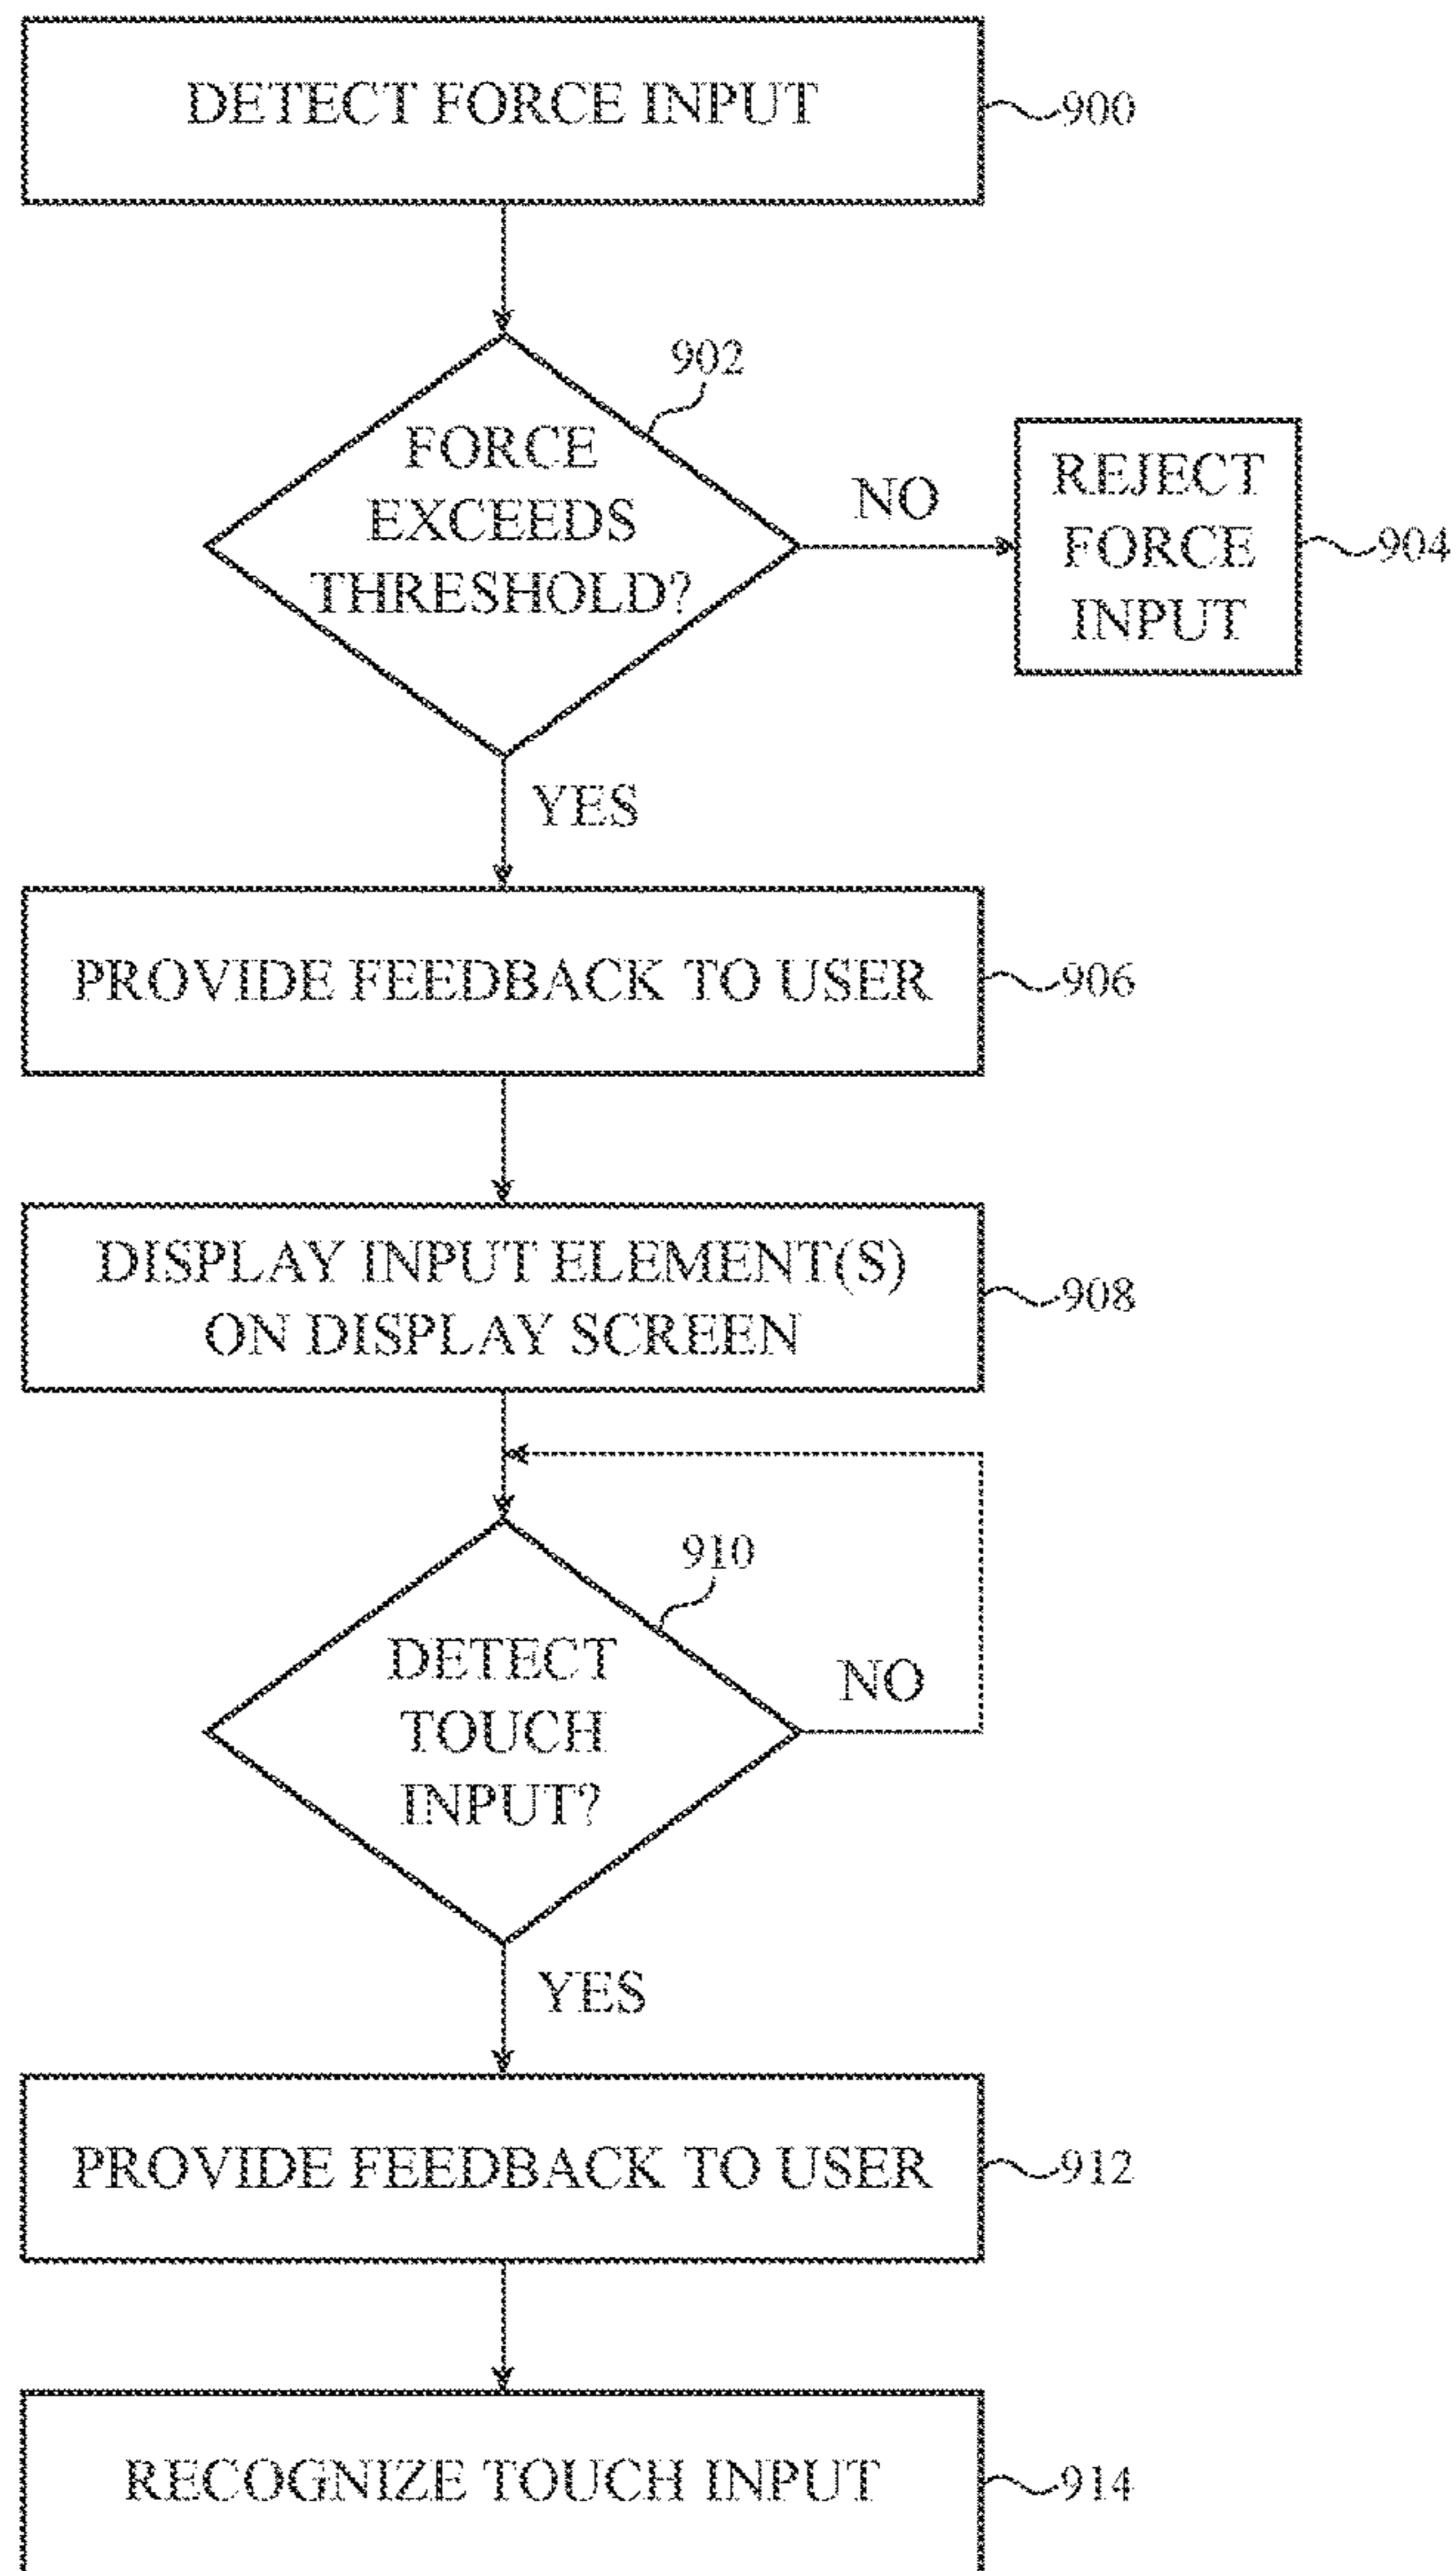 DETECT FORCE INPUT
900
902
FORCE
EXCEEDS
THRESHOLD?
NO
REJECT
FORCE
INPUT
904
YES
PROVIDE FEEDBACK TO USER
906
DISPLAY INPUT ELEMENT(S)
ON DISPLAY SCREEN
908
910
DETECT
TOUCH
INPUT?
NO
YES
PROVIDE FEEDBACK TO USER
912
RECOGNIZE TOUCH INPUT
914